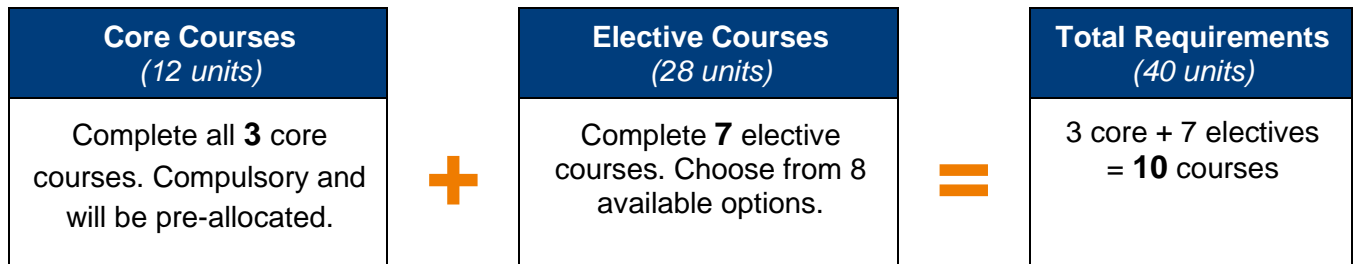 Core Courses
(12 units)
Complete all 3 core
courses. Compulsory and
will be pre-allocated.
+
Elective Courses
(28 units)
Complete 7 elective
courses. Choose from 8
available options.
=
Total Requirements
(40 units)
3 core + 7 electives
= 10 courses